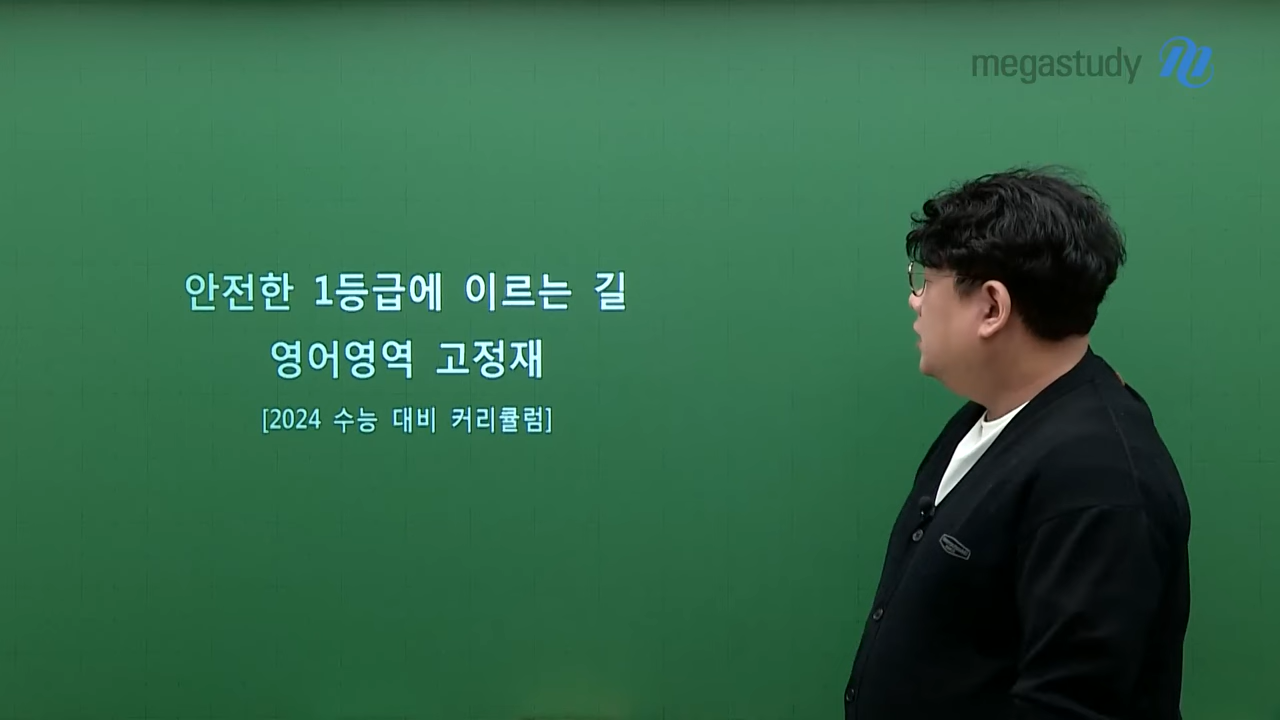 megastudy
안전한 1등급에 이르는 길
영어영역 고정재
[2024 수능 대비 커리큘럼]